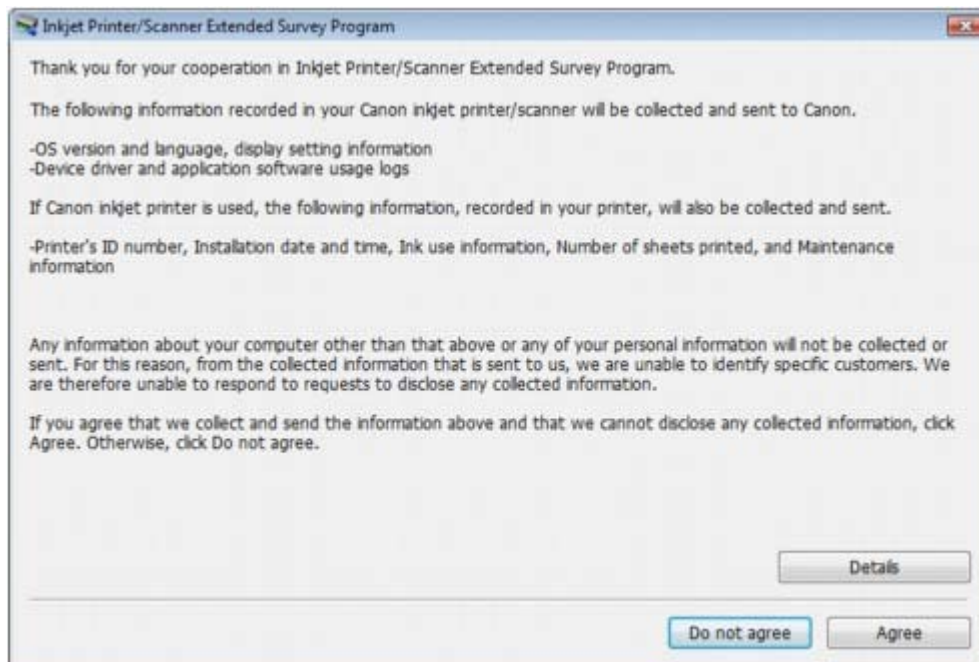 Inkjet Printer/Scanner Extended Survey Program
Thank you for your cooperation in Inkjet Printer/Scanner Extended Survey Program.
The following information recorded in your Canon inkjet printer/scanner will be collected and sent to Canon.
-OS version and language, display setting information
-Device driver and application software usage logs
If Canon inkjet printer is used, the following information, recorded in your printer, will also be collected and sent.
-Printer's ID number, Installation date and time, Ink use information, Number of sheets printed, and Maintenance
information
Any information about your computer other than that above or any of your personal information will not be collected or
sent. For this reason, from the collected information that is sent to us, we are unable to identify specific customers. We
are therefore unable to respond to requests to disclose any collected information.
If you agree that we collect and send the information above and that we cannot disclose any collected information, click
Agree. Otherwise, click Do not agree.
Details
Do not agree
Agree